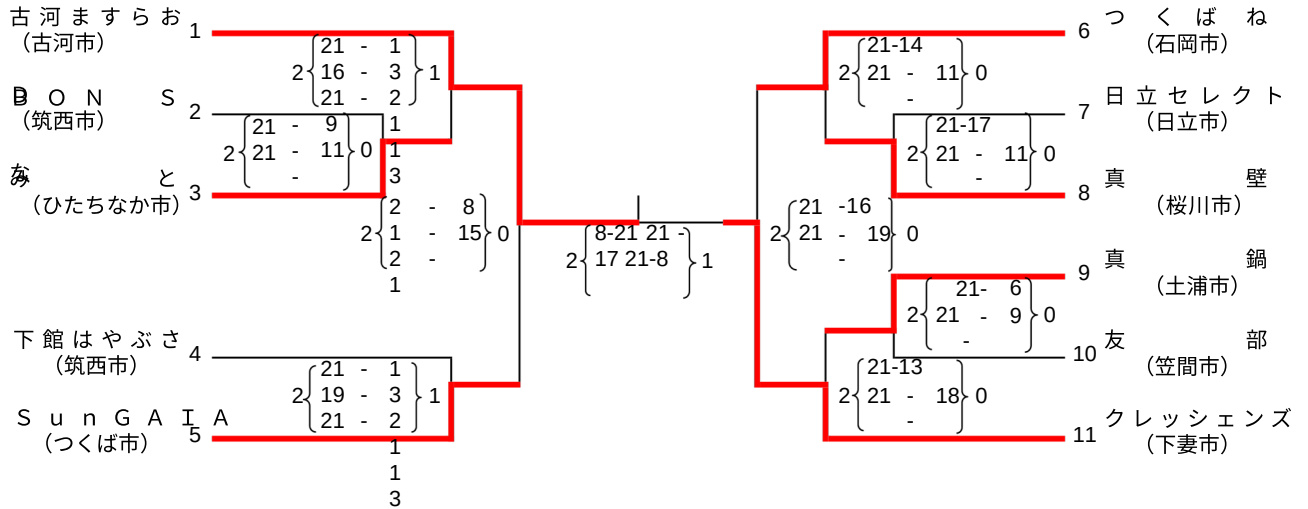 古河ますらお
（古河市）
1
21 - 1
2 16 - 3 1
21 - 2
1
1
3
ＢＯＮＳ
（筑西市）
2
21 - 9
2 21 - 11 0
-
と
（ひたちなか市）
3
2 - 8
2 1 - 15 0
2 -
1
下館はやぶさ
（筑西市）
4
21 - 1
2 19 - 3 1
21 - 2
1
1
3
ＳｕｎＧＡＩＡ
（つくば市）
5
8-21 21 -
2 17 21-8 1
つくばね
（石岡市）
6
21-14
2 21 - 11 0
-
日立セレクト
（日立市）
7
21-17
2 21 - 11 0
-
真壁
（桜川市）
8
21 -16
2 21 - 19 0
-
真鍋
（土浦市）
9
21- 6
2 21 - 9 0
-
友部
（笠間市）
10
21-13
2 21 - 18 0
-
クレッシェンズ
（下妻市）
11